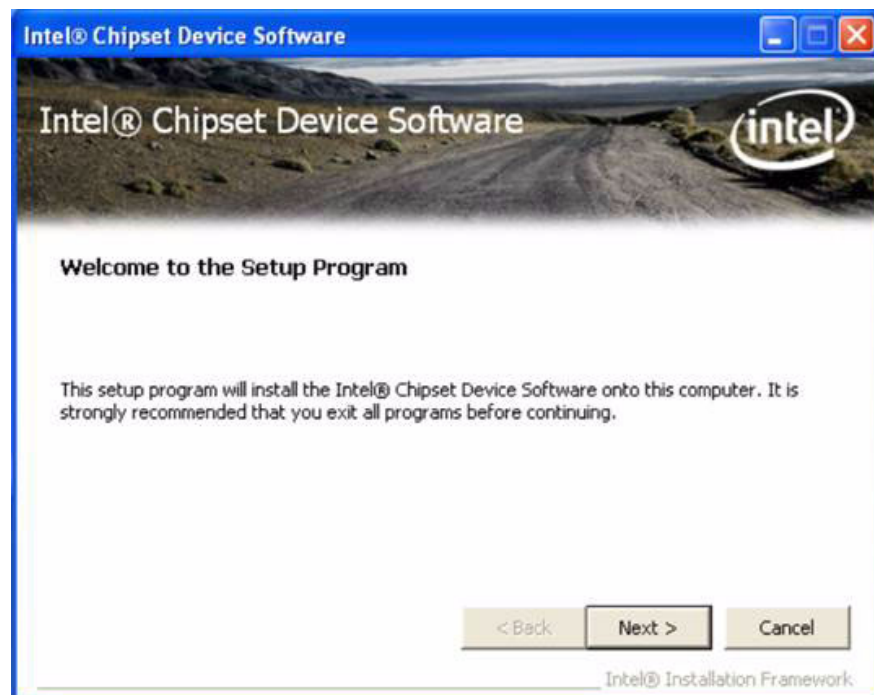 Intel® Chipset Device Software
Intel® Chipset Device Software
intel
Welcome to the Setup Program
This setup program will install the Intel® Chipset Device Software onto this computer. It is
strongly recommended that you exit all programs before continuing.
< Back
Next >
Cancel
Intel® Installation Framework